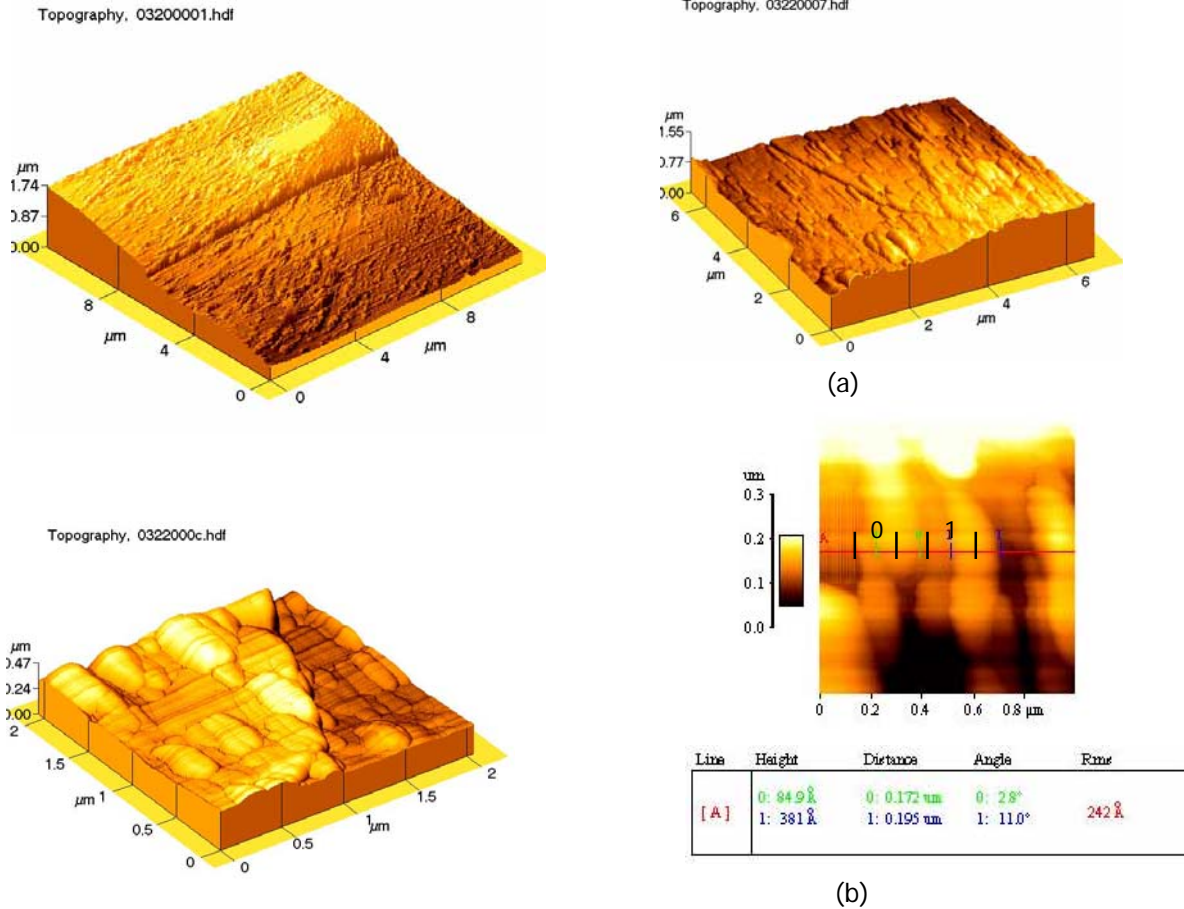 Topography, 03200001.hdf
µm
1.74
0.87
0.00
8
µm
4
0
0
4
µm
8
Topography, 03220007.hdf
µm
1.55
0.77
0.00
6
4
µm
2
0
0
2
µm
4
6
(a)
Topography, 0322000c.hdf
µm
0.47
0.24
0.00
2
1.5
µm
1
0.5
0
0
0.5
1
µm
1.5
2
um
0.3
0.2
0.1
0.0
A
0
1
0
0.2
0.4
0.6
0.8 µm
Line Height Distance Angle Rms
[A]
0: 84.9 Å 0: 0.172 um 0: 2.8°
1: 381 Å 1: 0.195 um 1: 11.0°
242 Å
(b)